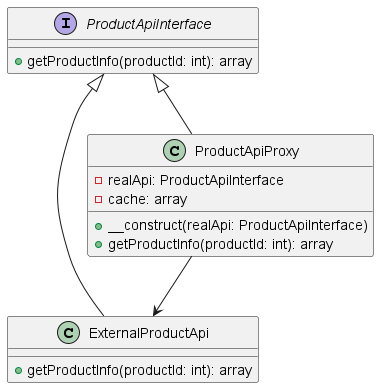 I ProductApiInterface
getProductInfo(productId: int): array
C ProductApiProxy
realApi: ProductApiInterface
cache: array
__construct(realApi: ProductApiInterface)
getProductInfo(productId: int): array
C ExternalProductApi
getProductInfo(productId: int): array